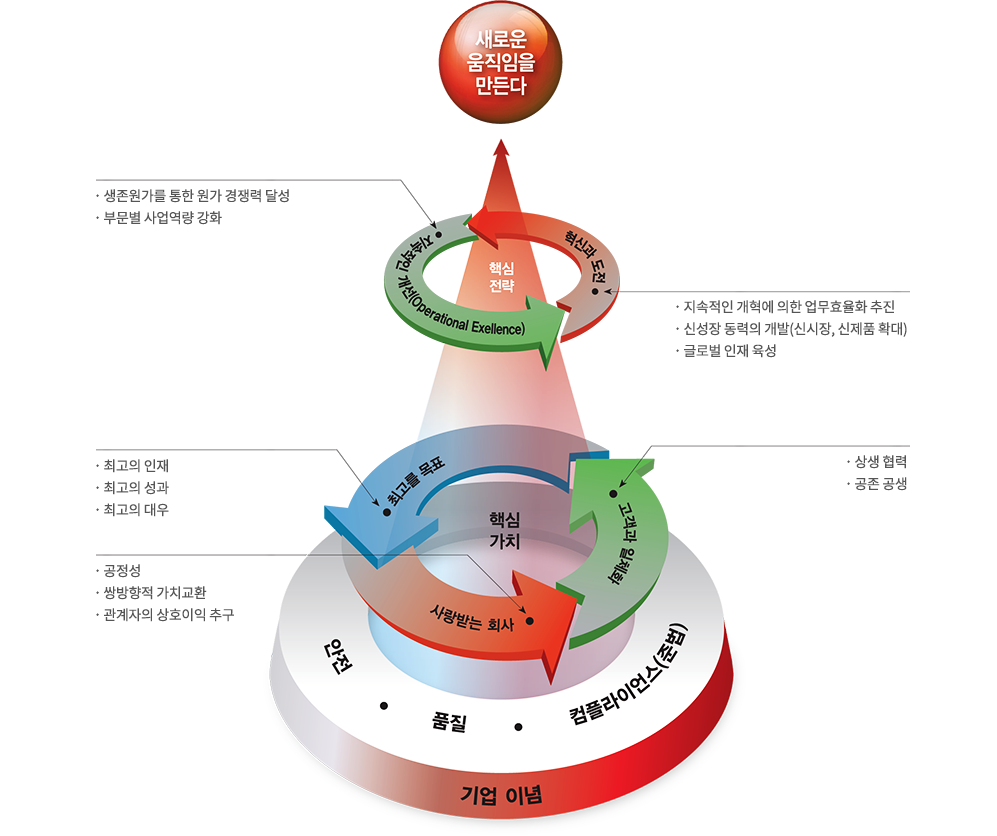 새로운
움직임을
만든다
· 생존원가를 통한 원가 경쟁력 달성
· 부문별 사업역량 강화
지속적인 개선(Operational Exellence)
혁신과 도전
핵심
전략
· 지속적인 개혁에 의한 업무효율화 추진
· 신성장 동력의 개발(신시장, 신제품 확대)
· 글로벌 인재 육성
· 최고의 인재
· 최고의 성과
· 최고의 대우
최고를 목표
· 상생 협력
· 공존 공생
고객과 일체화
핵심
가치
· 공정성
· 쌍방향적 가치교환
· 관계자의 상호이익 추구
사랑받는 회사
안전 • 품질 • 컴플라이언스(법준수)
기업 이념